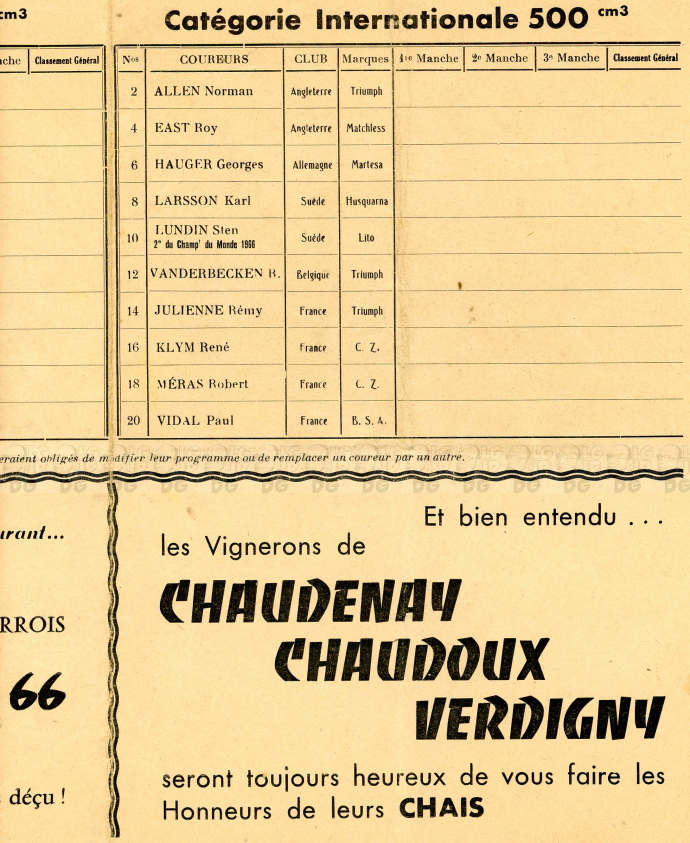 cm3
Catégorie Internationale 500 cm3
Classement Général
Nos COUREURS CLUB Marques 1re Manche 2e Manche 3e Manche Classement Général
2 ALLEN Norman Angleterre Triumph
4 EAST Roy Angleterre Matchless
6 HAUGER Georges Allemagne Martesa
8 LARSSON Karl Suède Husquarna
10 LUNDIN Sten Suède Lito
2e du Champt du Monde 1966
12 VANDERBECKEN R. Belgique Triumph
14 JULIENNE Rémy France Triumph
16 KLYM René France C. Z.
18 MÉRAS Robert France C. Z.
20 VIDAL Paul France B. S. A.
eraient obligés de modifier leur programme ou de remplacer un coureur par un autre.
urant...
RROIS
66
déçu !
Et bien entendu ...
les Vignerons de
CHAUDENAY
CHAUDOUX
VERDIGNY
seront toujours heureux de vous faire les
Honneurs de leurs CHAIS